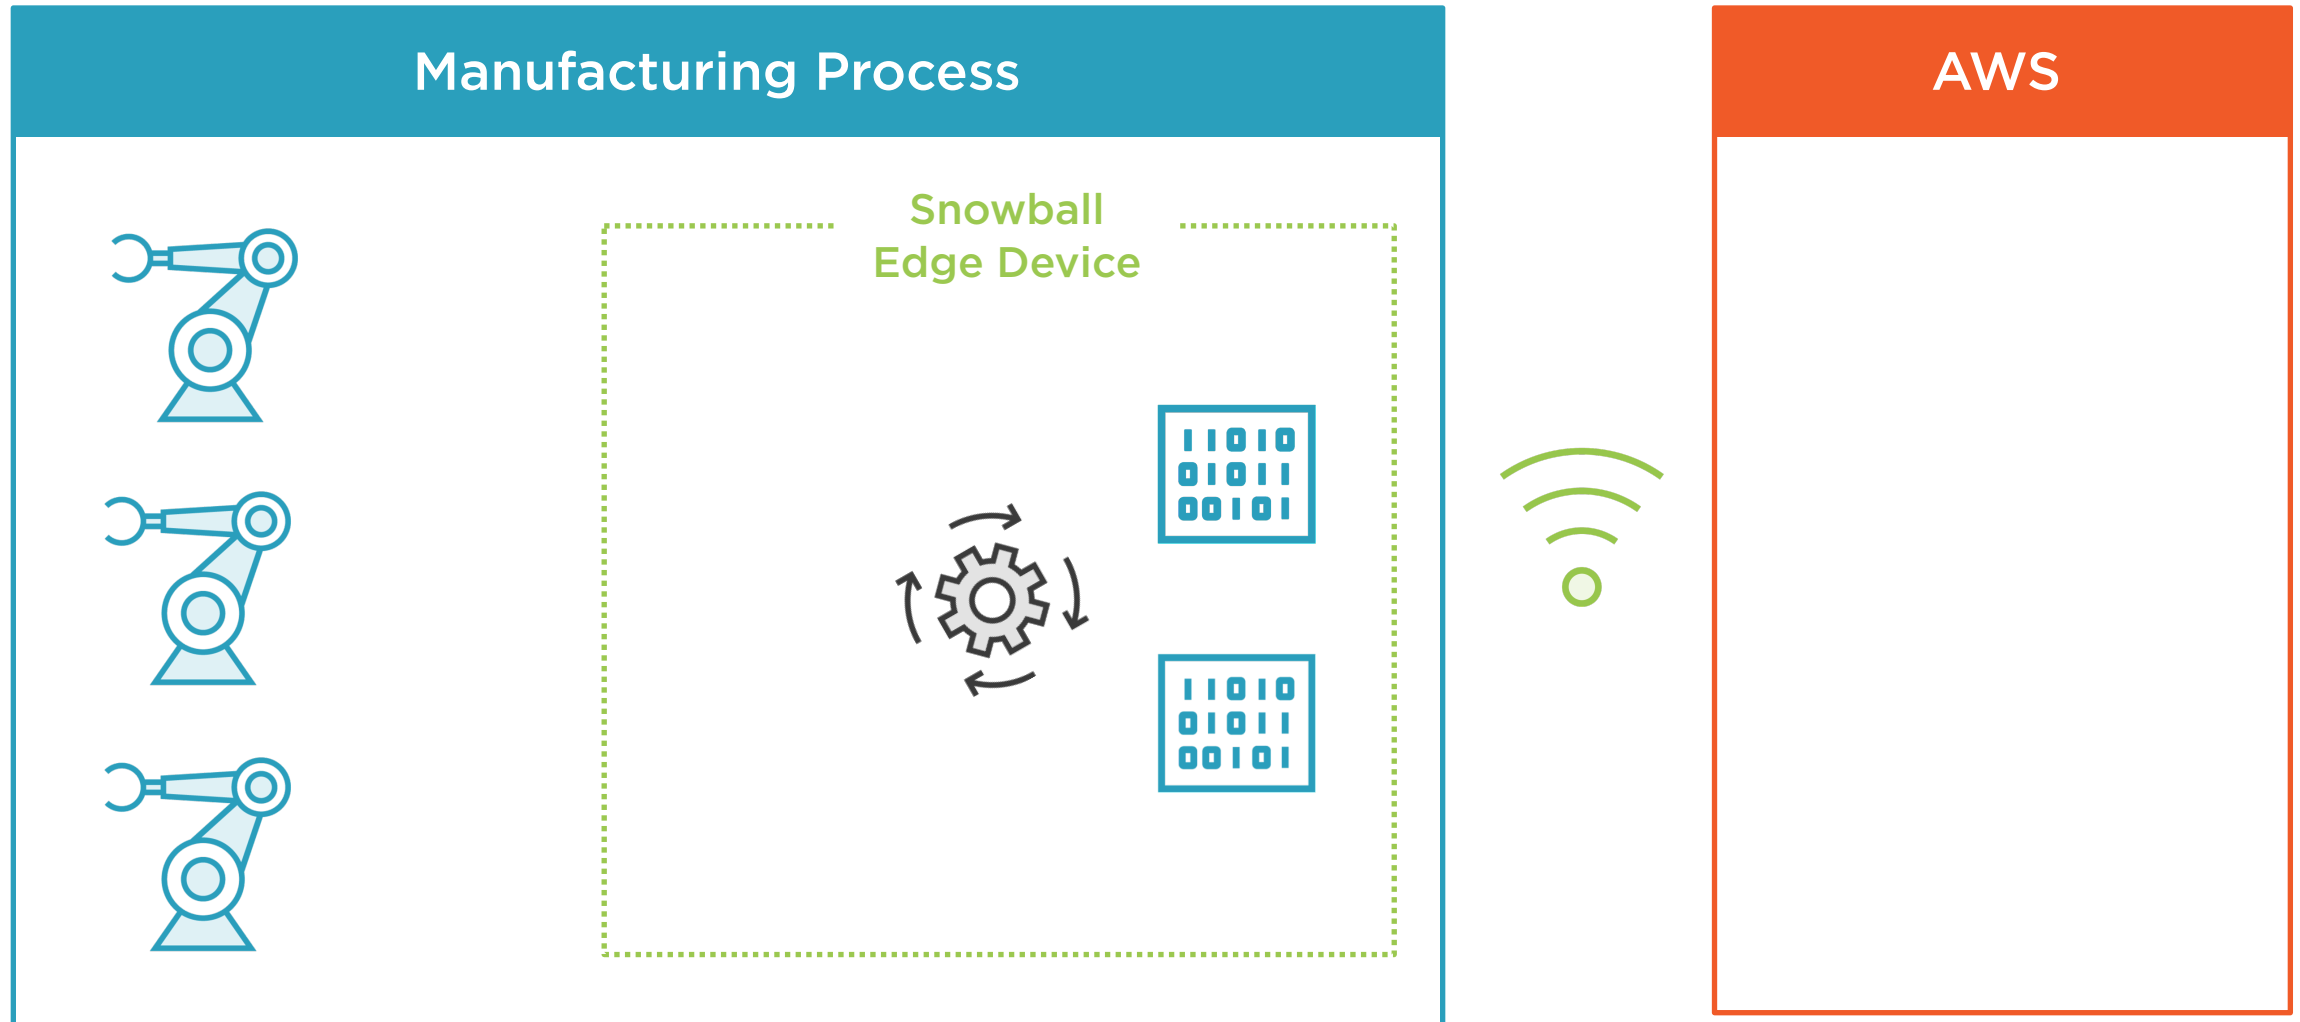 Manufacturing Process
AWS
Snowball
Edge Device
11010
01011
00101
11010
01011
00101